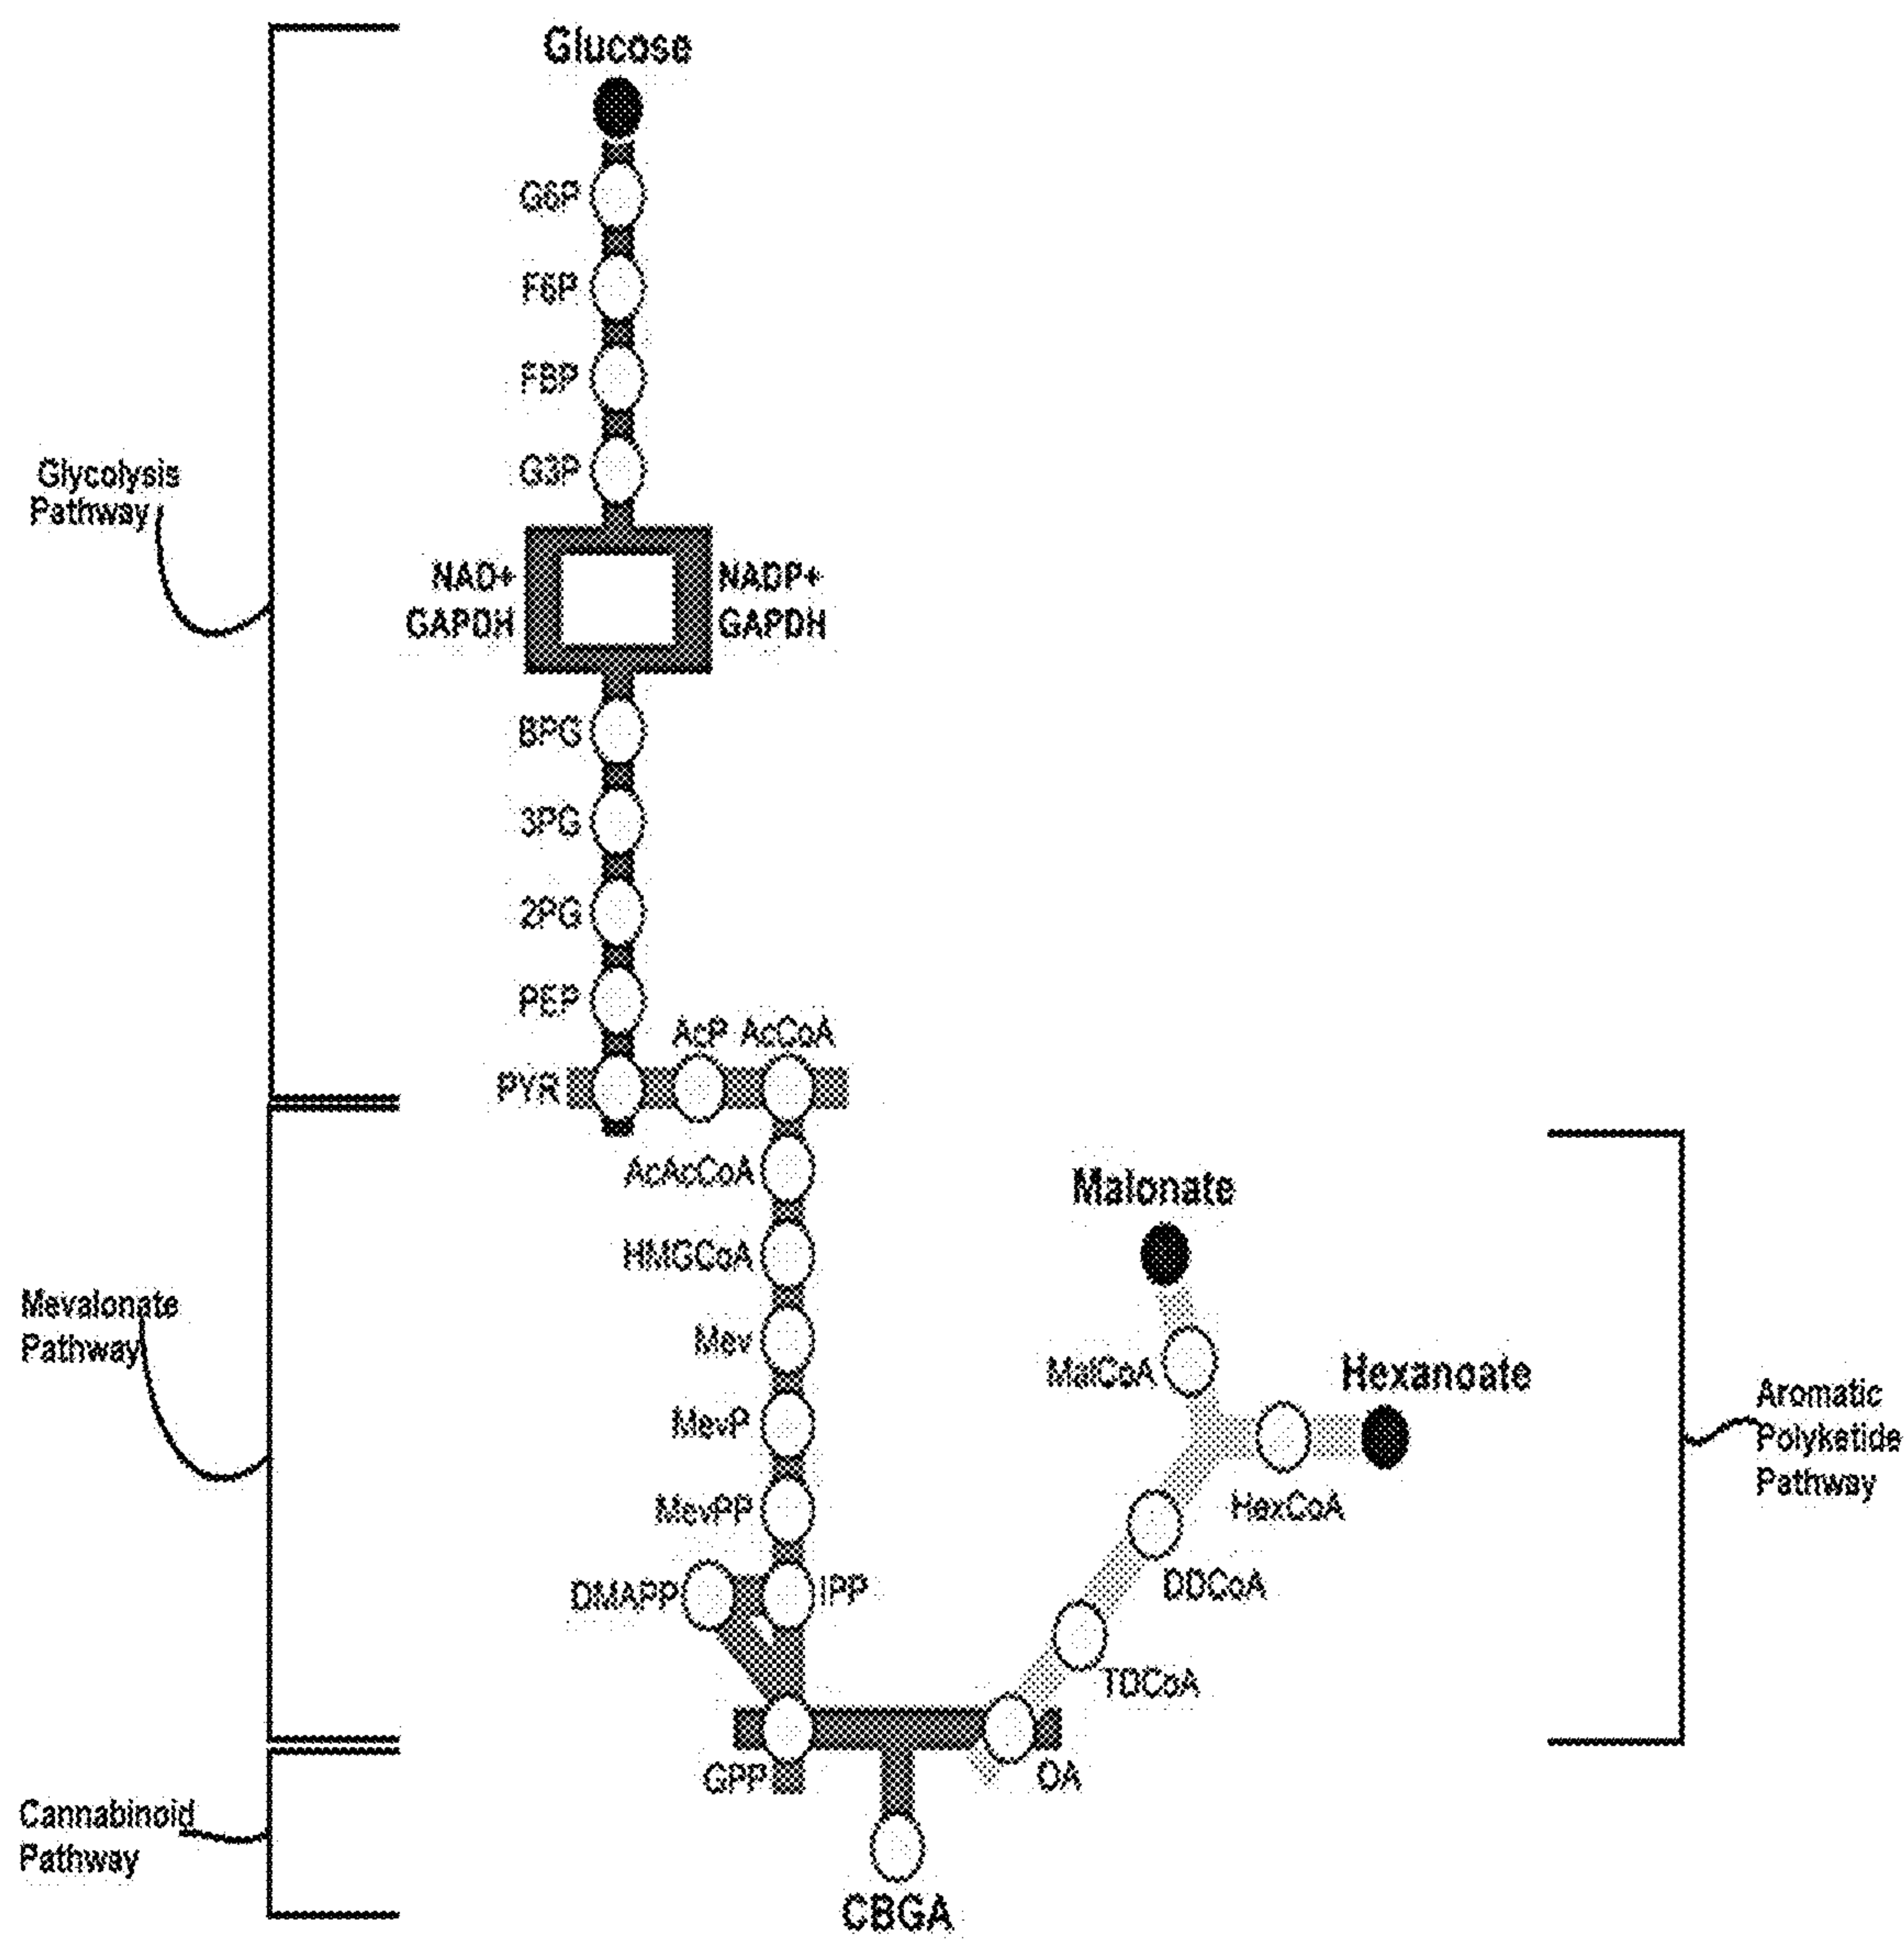 Glucose
G6P
F6P
FBP
G3P
Glycolysis
Pathway
NAD+
GAPDH
NADP+
GAPDH
BPG
3PG
2PG
PEP
AcP
AcCoA
PYR
AcAcCoA
Malonate
HMGCoA
Mevalonate
Pathway
Mev
MalCoA
Hexanoate
Aromatic
Polyketide
Pathway
MevP
HexCoA
MevPP
DDCoA
DMAPP
IPP
TDCoA
GPP
OA
Cannabinoid
Pathway
CBGA